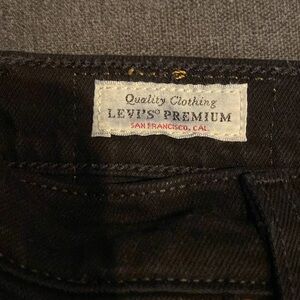 Quality Clothing
LEVI'S® PREMIUM
SAN FRANCISCO, CAL.